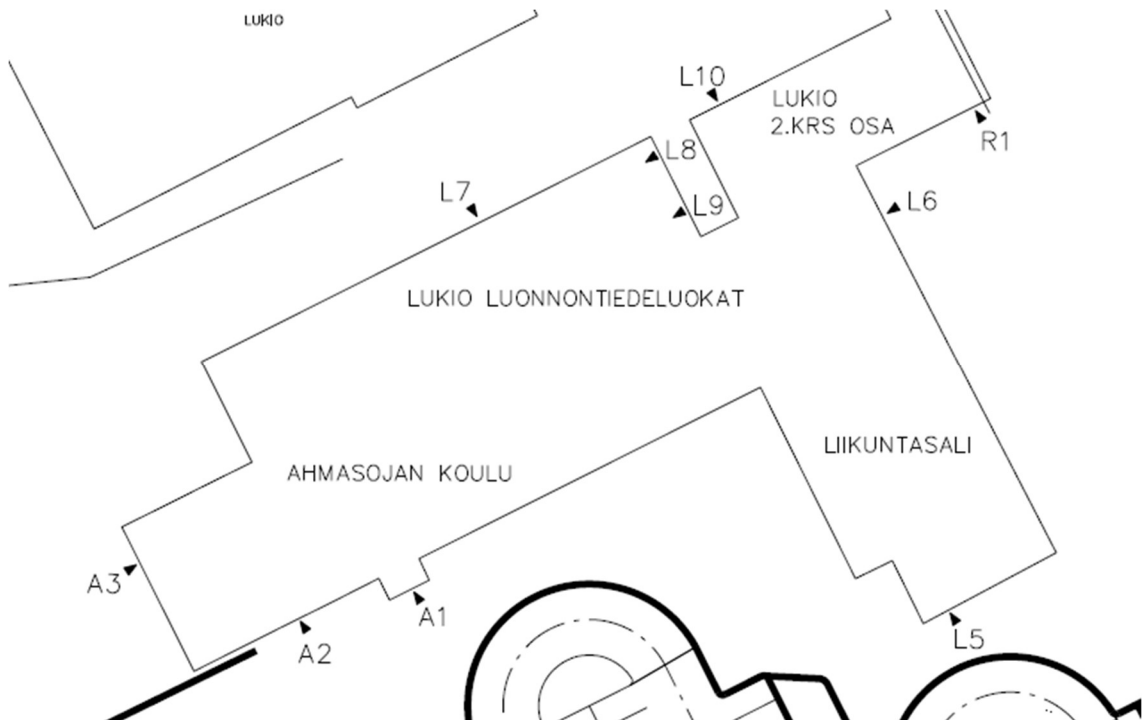 LUKIO
L10
LUKIO
2.KRS OSA
R1
L8
L7
L9
L6
LUKIO LUONNONTIEDELUOKAT
LIIKUNTASALI
AHMASOJAN KOULU
A3
A1
A2
L5